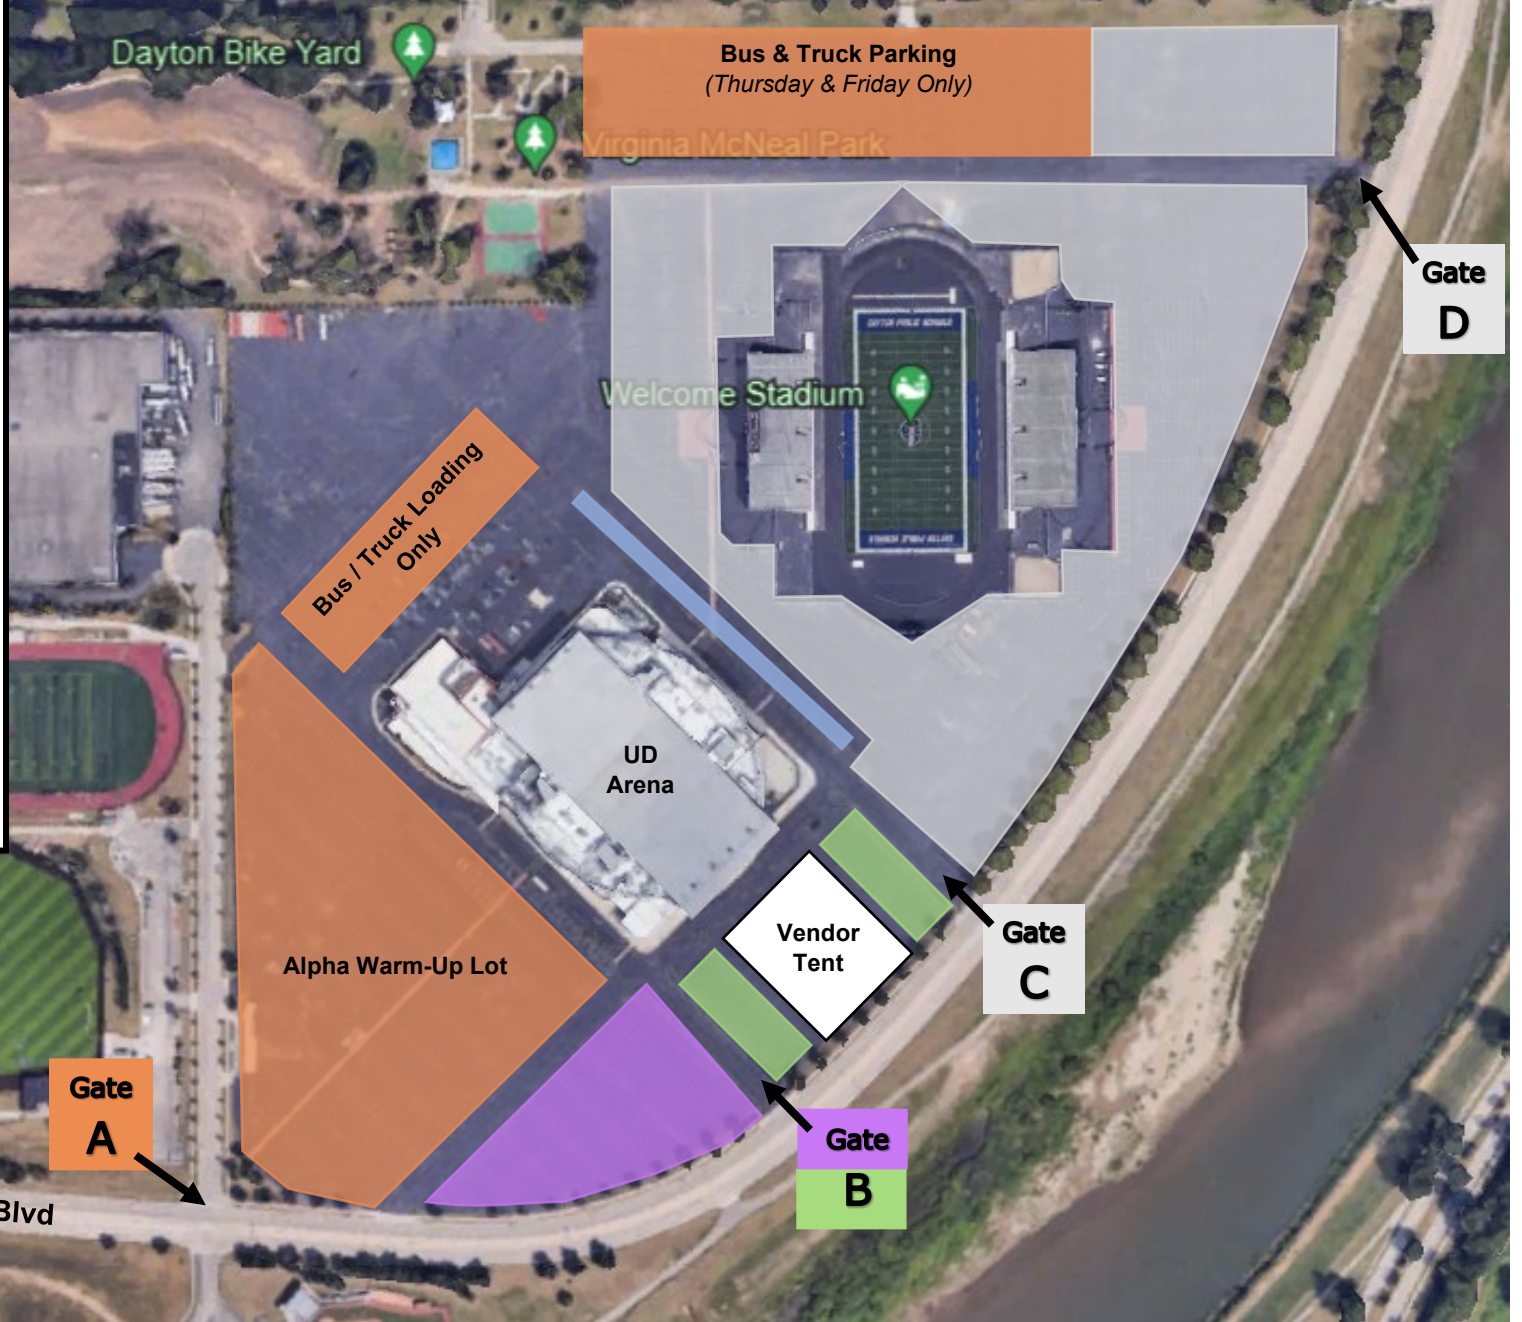 Dayton Bike Yard
Bus & Truck Parking
(Thursday & Friday Only)
Virginia McNeal Park
Gate
D
Welcome Stadium
Bus / Truck Loading
Only
UD
Arena
Vendor
Tent
Gate
C
Alpha Warm-Up Lot
Gate
A
Gate
B
Blvd